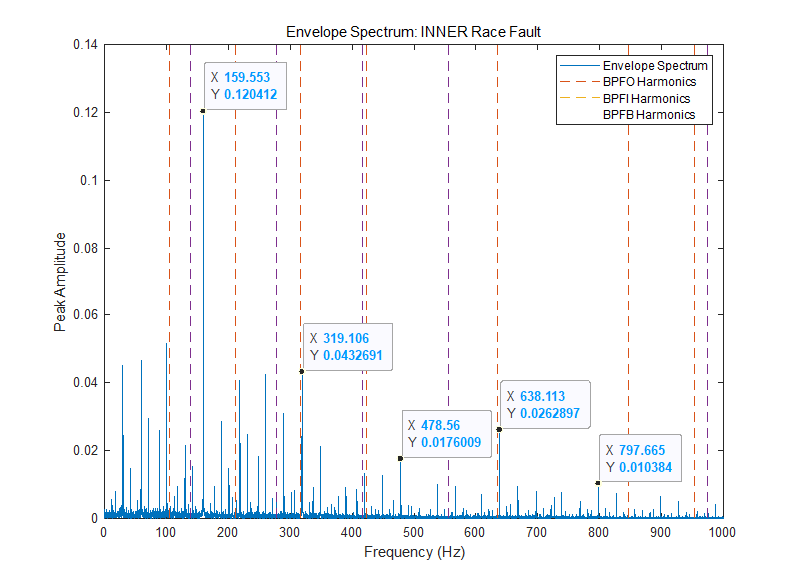 Envelope Spectrum: INNER Race Fault
0.14
0.12
0.1
0.08
0.06
0.04
0.02
0
Peak Amplitude
X 159.553
Y 0.120412
X 319.106
Y 0.0432691
X 478.56
Y 0.0176009
X 638.113
Y 0.0262897
X 797.665
Y 0.010384
Envelope Spectrum
BPFO Harmonics
BPFI Harmonics
BPFB Harmonics
0 100 200 300 400 500 600 700 800 900 1000
Frequency (Hz)